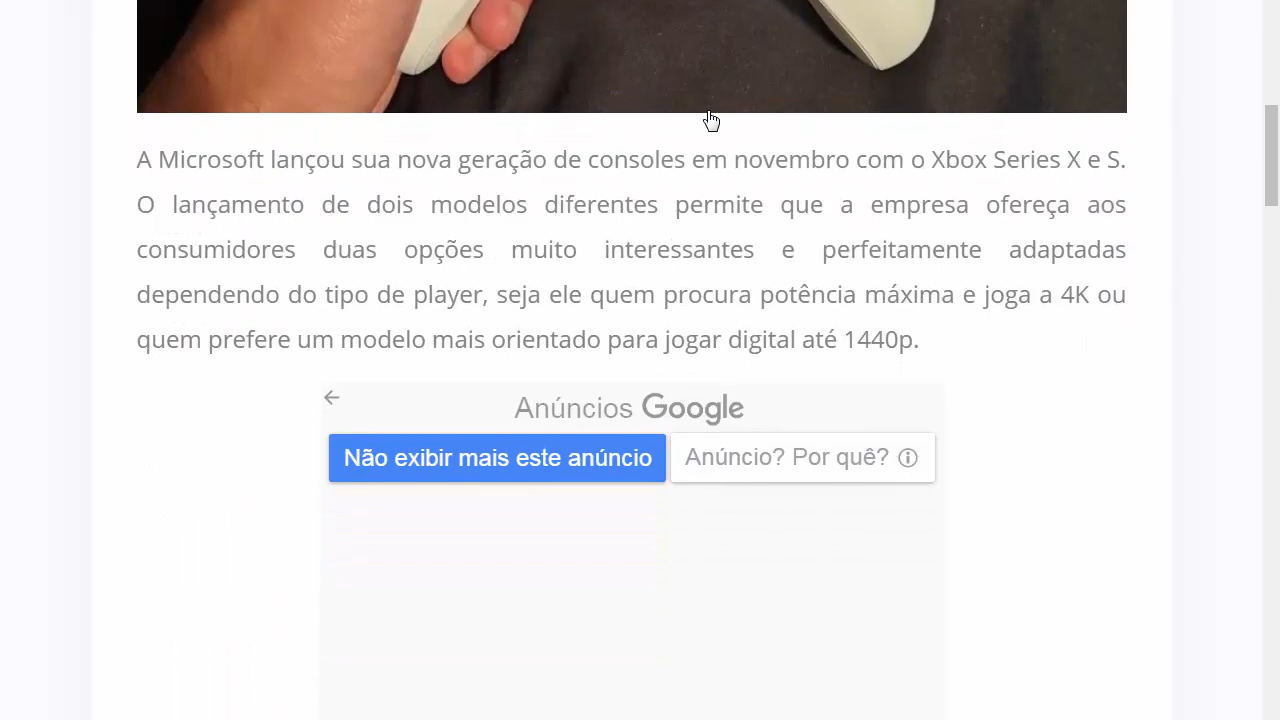 A Microsoft lançou sua nova geração de consoles em novembro com o Xbox Series X e S.
O lançamento de dois modelos diferentes permite que a empresa ofereça aos
consumidores duas opções muito interessantes e perfeitamente adaptadas
dependendo do tipo de player, seja ele quem procura potência máxima e joga a 4K ou
quem prefere um modelo mais orientado para jogar digital até 1440p.
Anúncios Google
Não exibir mais este anúncio Anúncio? Por quê?